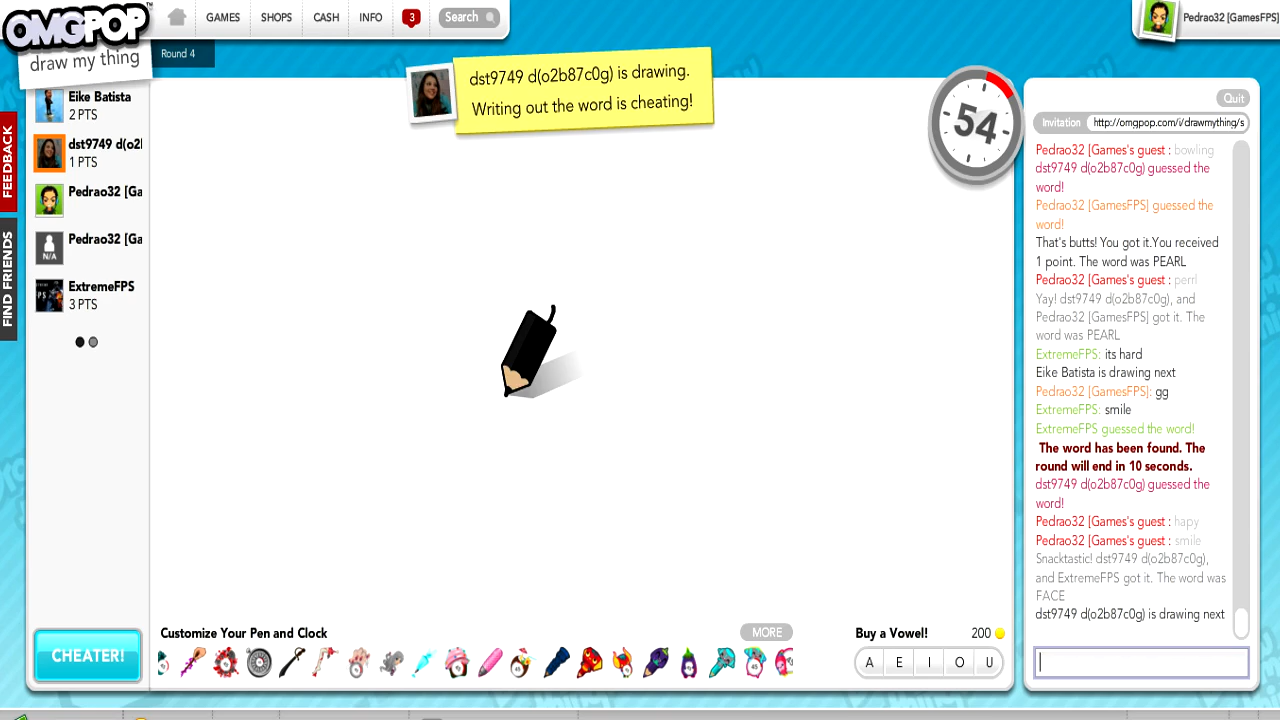 OMGPOP
draw my thing
GAMES
SHOPS
CASH
INFO
3
Search
Pedrao32 [GamesFPS]
Round 4
dst9749 d(o2b87c0g) is drawing.
Writing out the word is cheating!
54
FEEDBACK
FIND FRIENDS
Eike Batista
2 PTS
dst9749 d(o2l
1 PTS
Pedrao32 [Ga
N/A
Pedrao32 [Ga
ExtremeFPS
3 PTS
CHEATER!
Customize Your Pen and Clock
MORE
Buy a Vowel!
200
A E I O U
Quit
Invitation http://omgpop.com/i/drawmything/s
Pedrao32 [Games's guest : bowling
dst9749 d(o2b87c0g) guessed the
word!
Pedrao32 [GamesFPS] guessed the
word!
That's butts! You got it.You received
1 point. The word was PEARL
Pedrao32 [Games's guest : perrl
Yay! dst9749 d(o2b87c0g), and
Pedrao32 [GamesFPS] got it. The
word was PEARL
ExtremeFPS: its hard
Eike Batista is drawing next
Pedrao32 [GamesFPS]: gg
ExtremeFPS: smile
ExtremeFPS guessed the word!
The word has been found. The
round will end in 10 seconds.
dst9749 d(o2b87c0g) guessed the
word!
Pedrao32 [Games's guest : hapy
Pedrao32 [Games's guest : smile
Snacktastic! dst9749 d(o2b87c0g),
and ExtremeFPS got it. The word was
FACE
dst9749 d(o2b87c0g) is drawing next